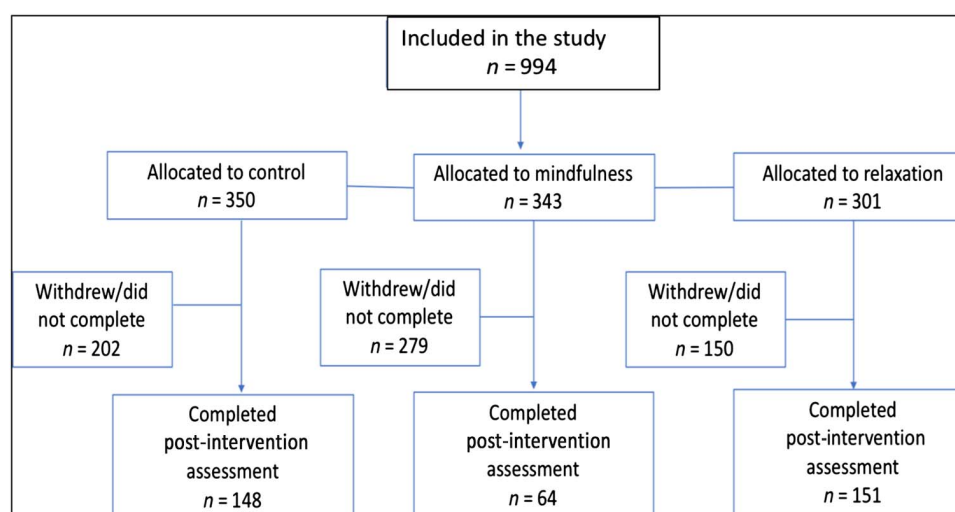 Included in the study
n = 994
Allocated to control
n = 350
Allocated to mindfulness
n = 343
Allocated to relaxation
n = 301
Withdrew/did
not complete
n = 202
Withdrew/did
not complete
n = 279
Withdrew/did
not complete
n = 150
Completed
post-intervention
assessment
n = 148
Completed
post-intervention
assessment
n = 64
Completed
post-intervention
assessment
n = 151